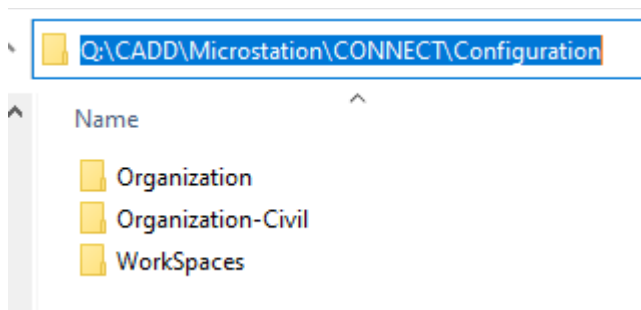 Q:\CADD\Microstation\CONNECT\Configuration
Name
Organization
Organization-Civil
WorkSpaces